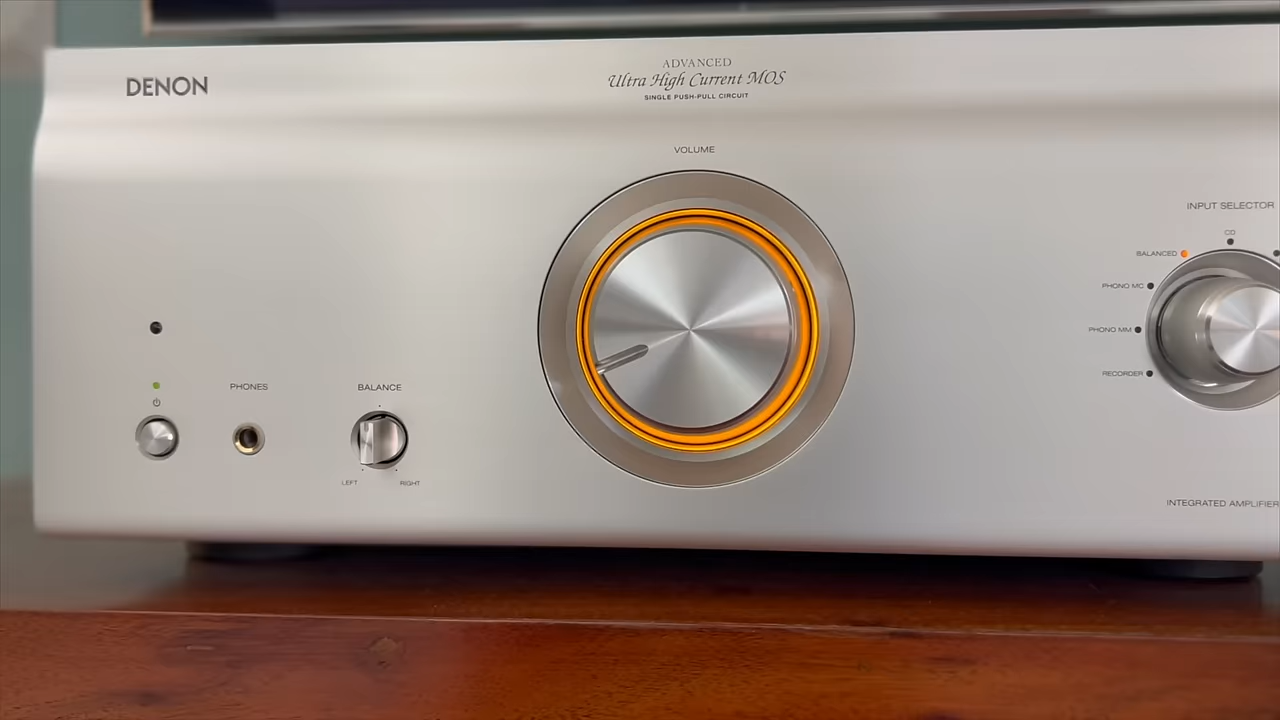 DENON
ADVANCED
Ultra High Current MOS
SINGLE PUSH-PULL CIRCUIT
VOLUME
INPUT SELECTOR
CD
BALANCED
PHONO MC
PHONO MM
RECORDER
PHONES
BALANCE
LEFT
RIGHT
INTEGRATED AMPLIFIER